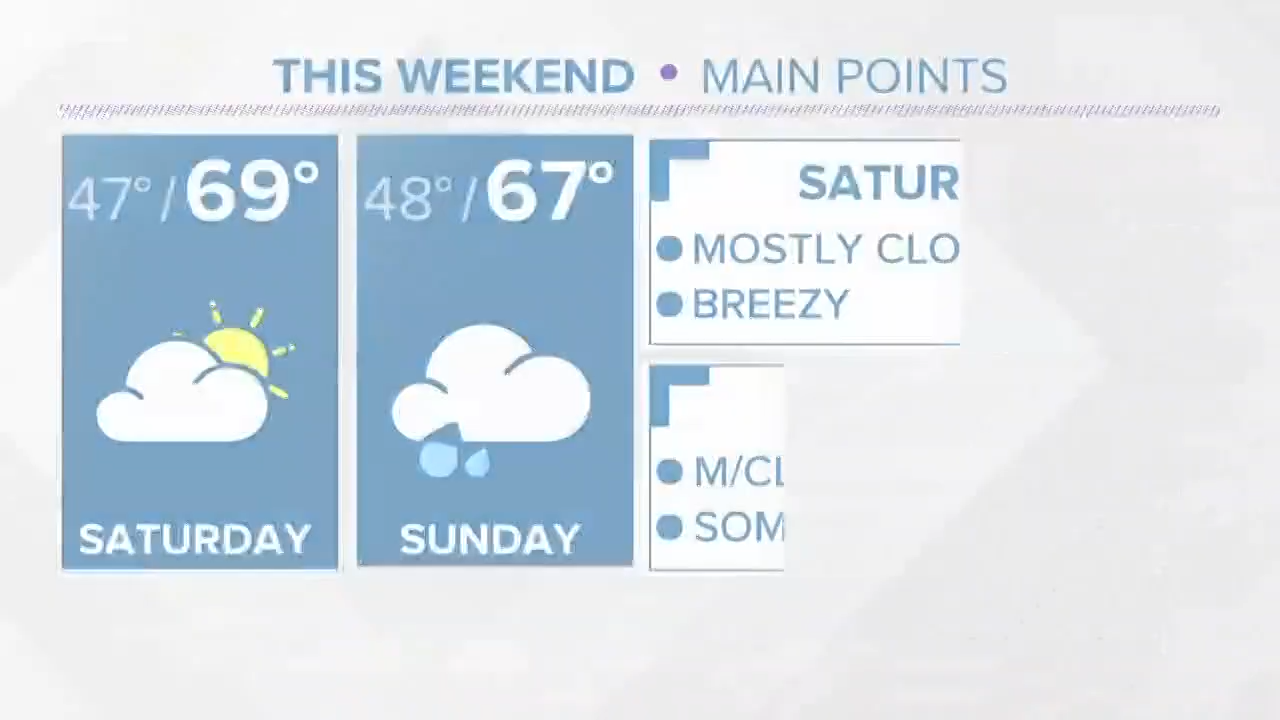 THIS WEEKEND • MAIN POINTS
47°/69°
SATURDAY
48°/67°
SUNDAY
SATUR
• MOSTLY CLO
• BREEZY
• M/CL
• SOM